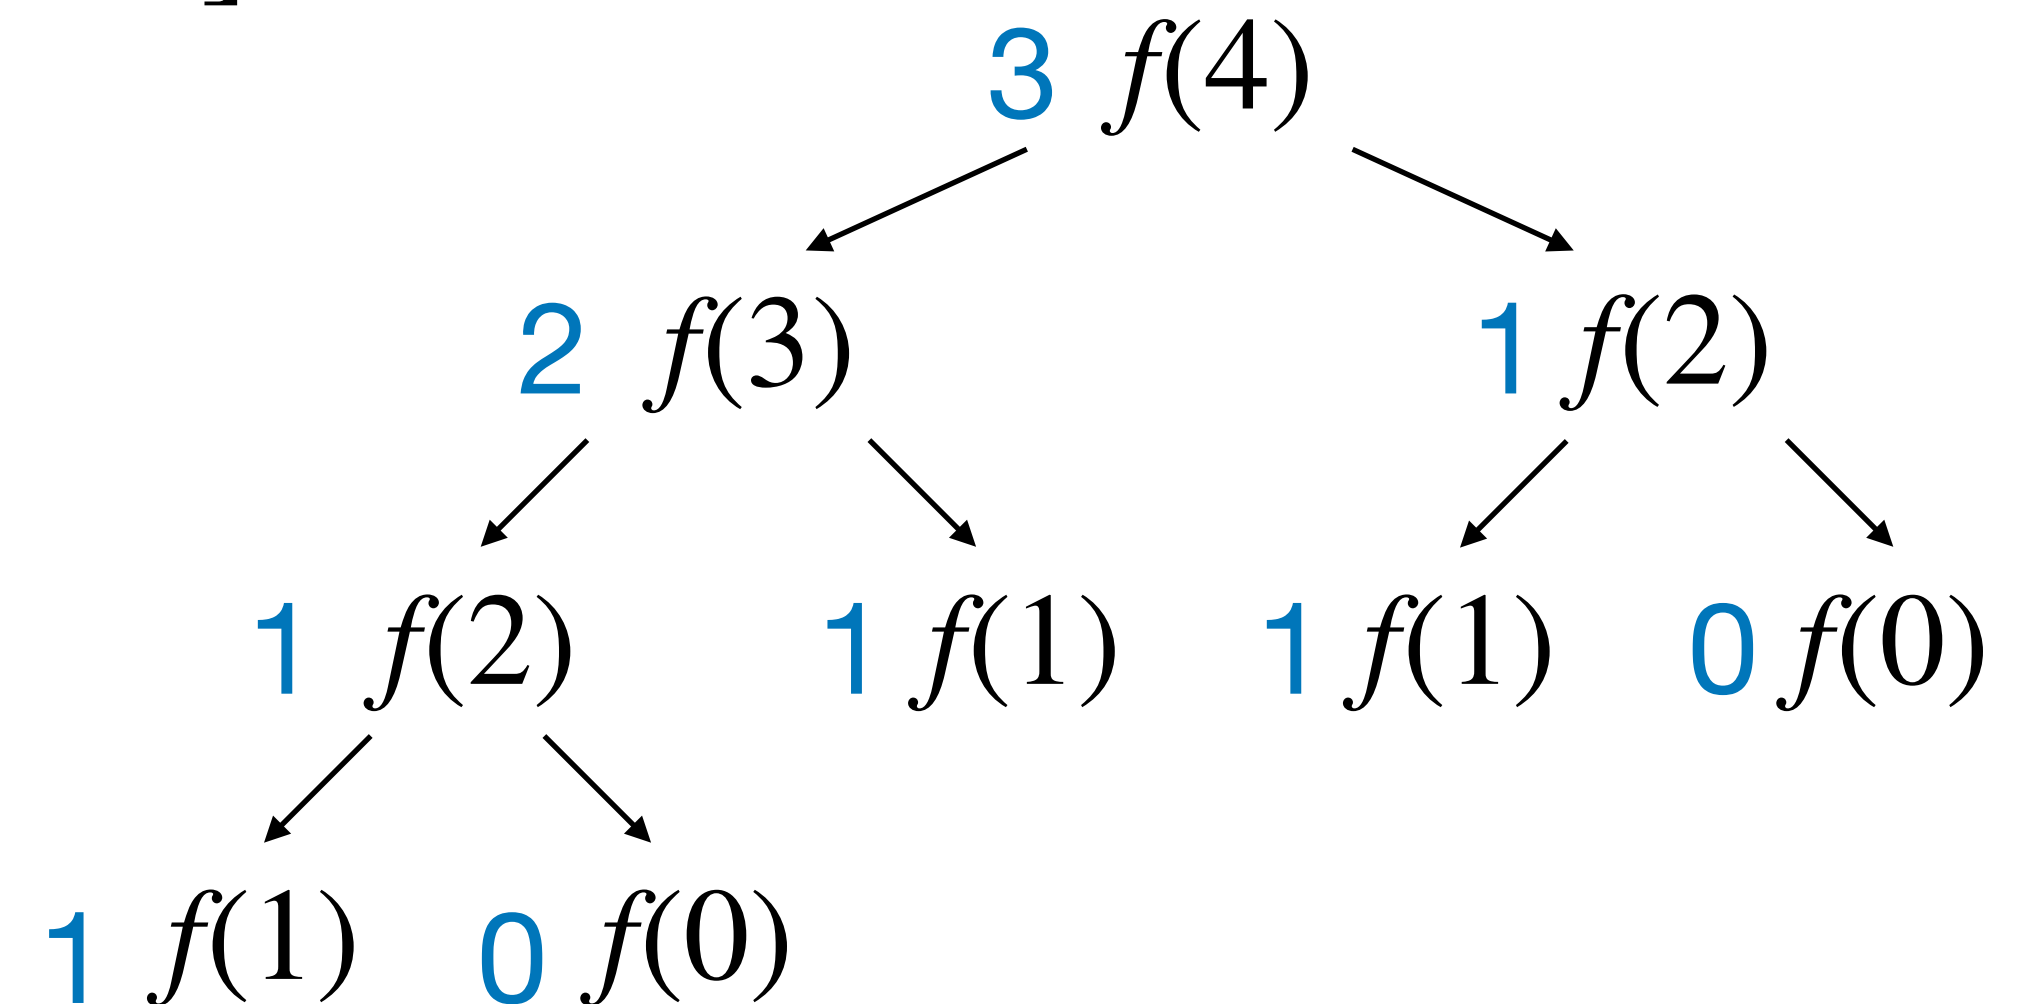 3 f(4)
2 f(3) 1 f(2)
1 f(2) 1 f(1) 1 f(1) 0 f(0)
1 f(1) 0 f(0)